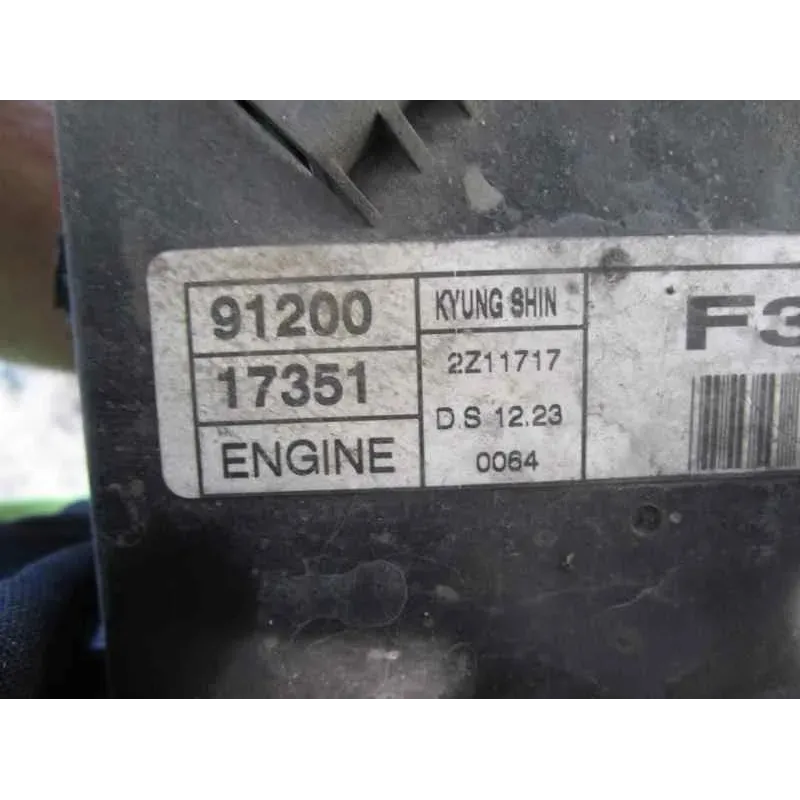 91200
17351
ENGINE
KYUNG SHIN
2Z11717
D S 12.23
0064
F3